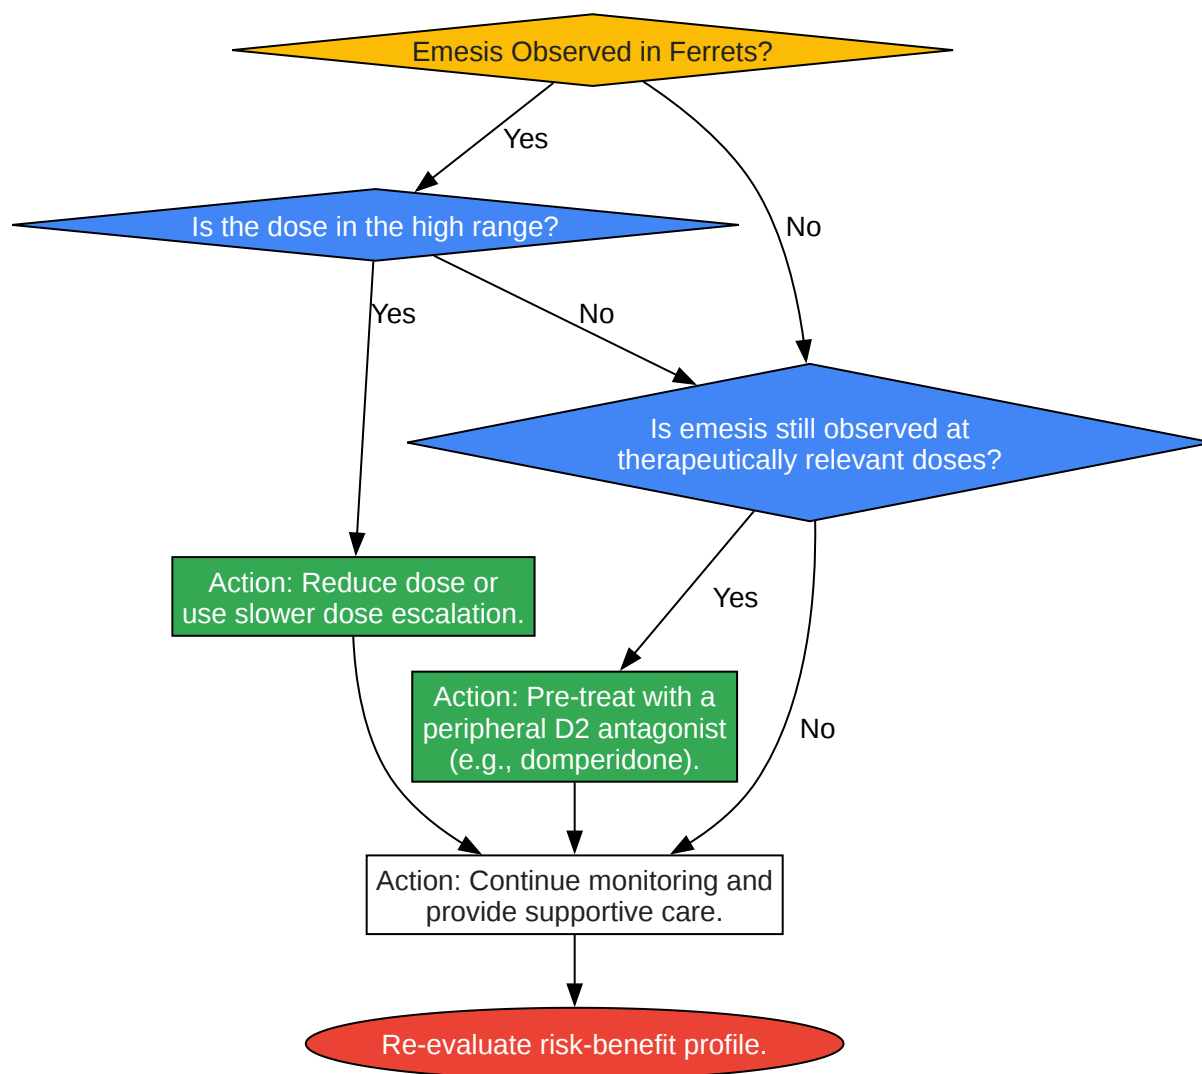 Emesis Observed in Ferrets?
Yes
Is the dose in the high range?
No
Yes
No
Is emesis still observed at
therapeutically relevant doses?
Action: Reduce dose or
use slower dose escalation.
Yes
Action: Pre-treat with a
peripheral D2 antagonist
(e.g., domperidone).
No
Action: Continue monitoring and
provide supportive care.
Re-evaluate risk-benefit profile.